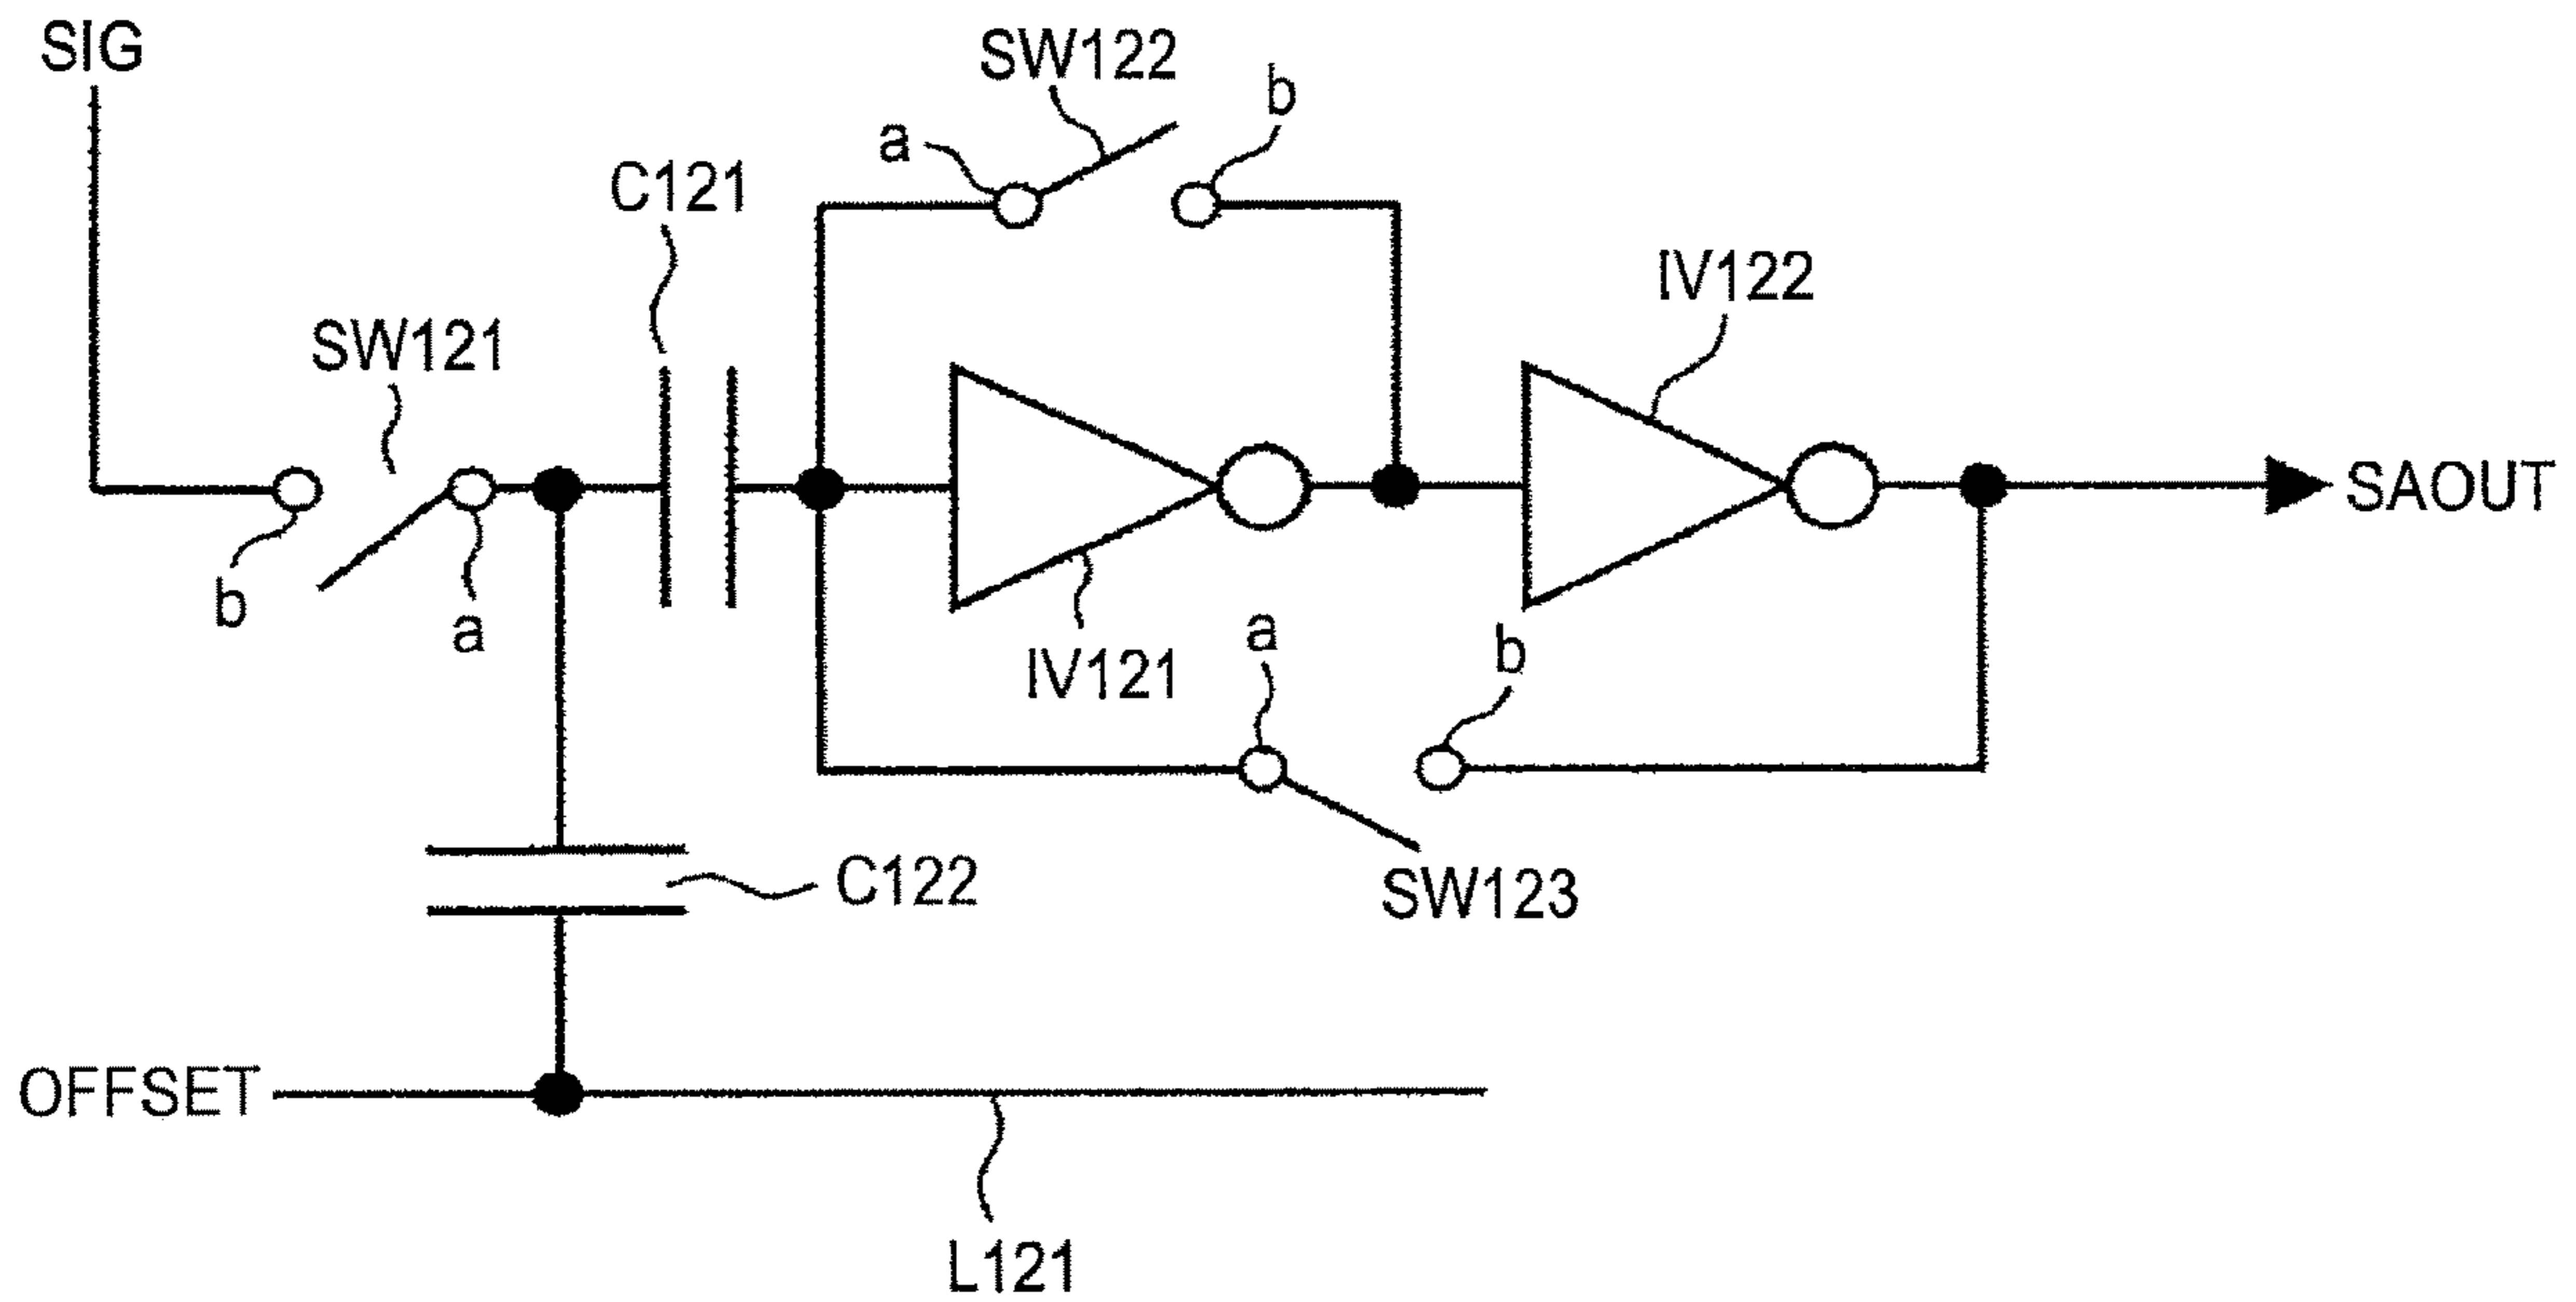 SIG
SW122
b
a
C121
IV122
SW121
SAOUT
b
a
IV121
a
b
C122
SW123
OFFSET
L121